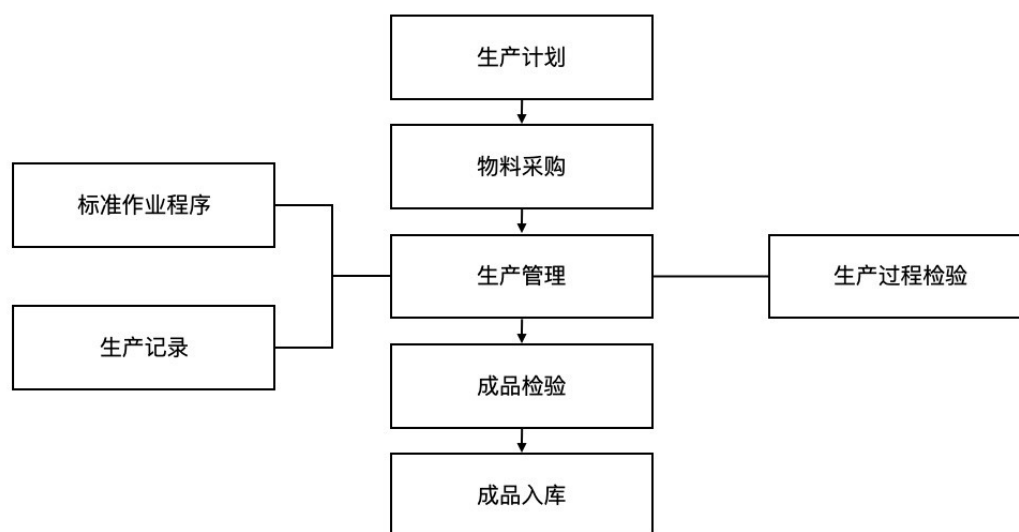 生产计划
物料采购
标准作业程序
生产管理
生产过程检验
生产记录
成品检验
成品入库